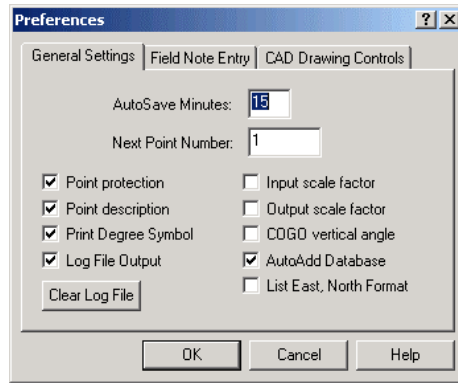 Preferences
General Settings Field Note Entry CAD Drawing Controls
AutoSave Minutes: 15
Next Point Number: 1
Point protection Input scale factor
Point description Output scale factor
Print Degree Symbol COGO vertical angle
Log File Output AutoAdd Database
Clear Log File List East, North Format
OK Cancel Help